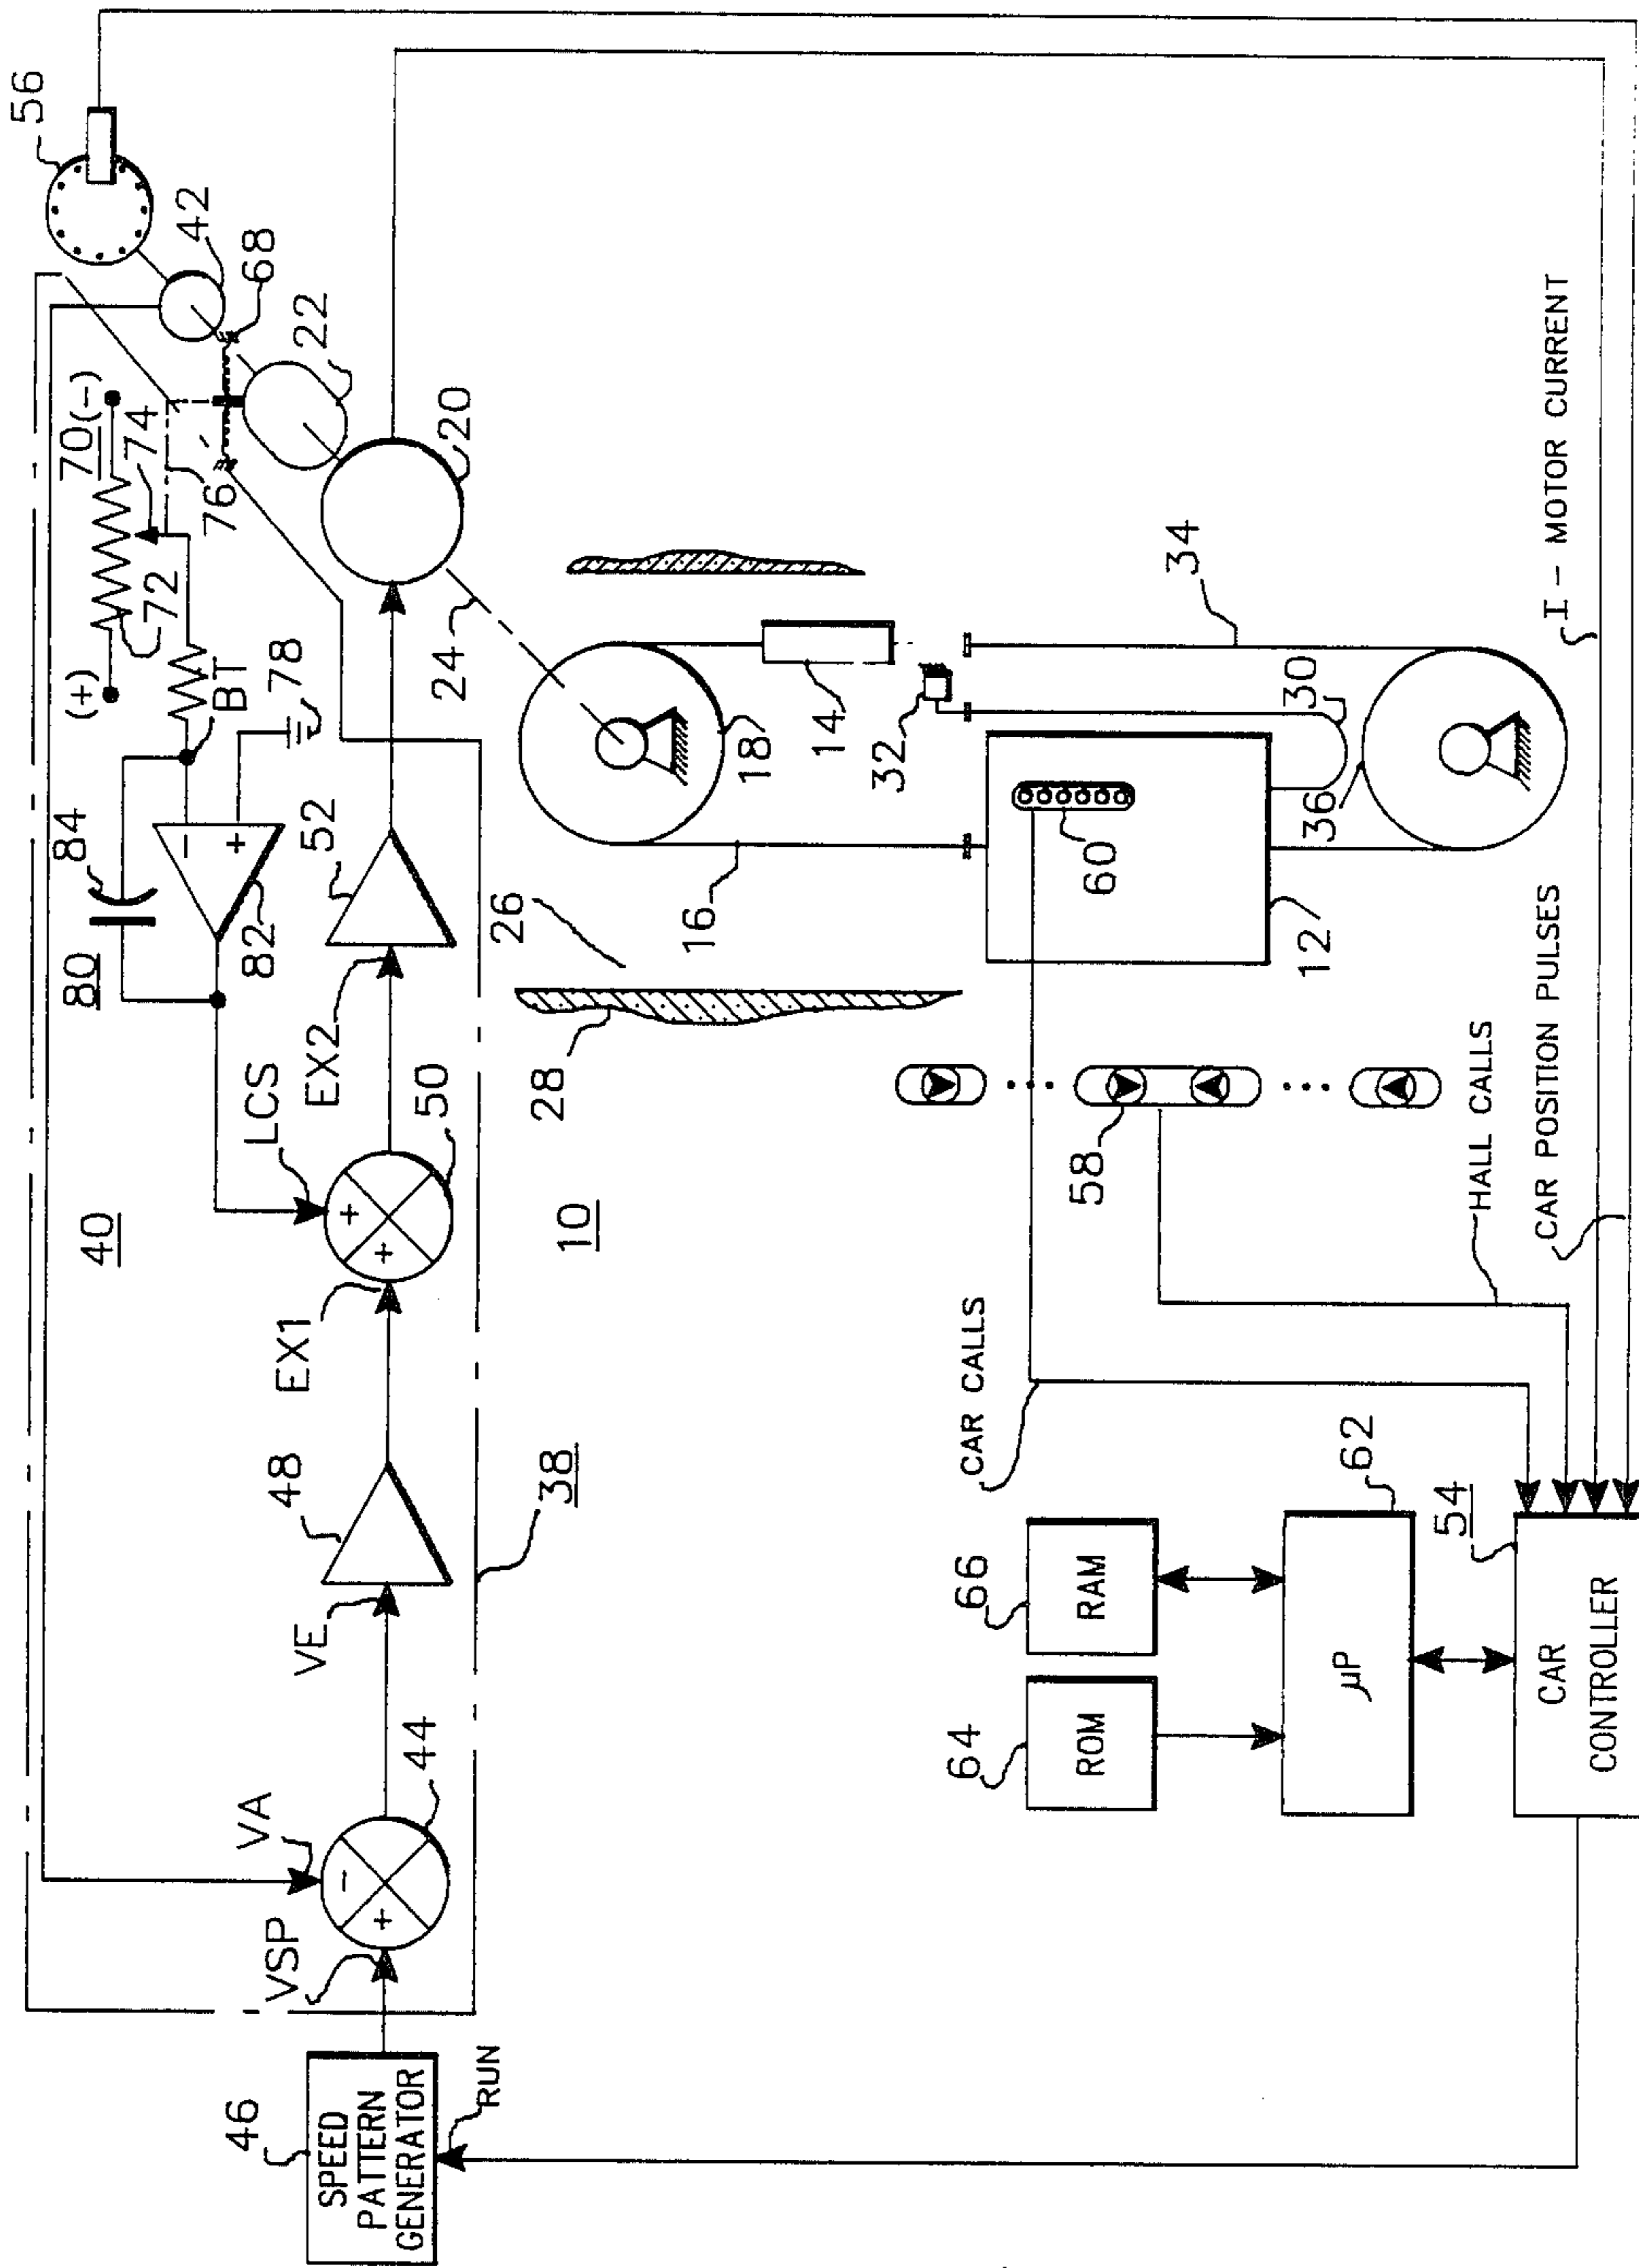 56
42
68
22
20
70
(-)
74
76
72
(+)
BT
78
24
84
80
82
-
+
52
EX2
LCS
50
+
+
40
EX1
48
VE
38
44
VA
-
+
VSP
46
SPEED
PATTERN
GENERATOR
RUN
10
26
28
18
14
16
32
34
30
36
60
12
58
I - MOTOR CURRENT
CAR POSITION PULSES
HALL CALLS
CAR CALLS
66
RAM
64
ROM
62
μP
54
CAR
CONTROLLER